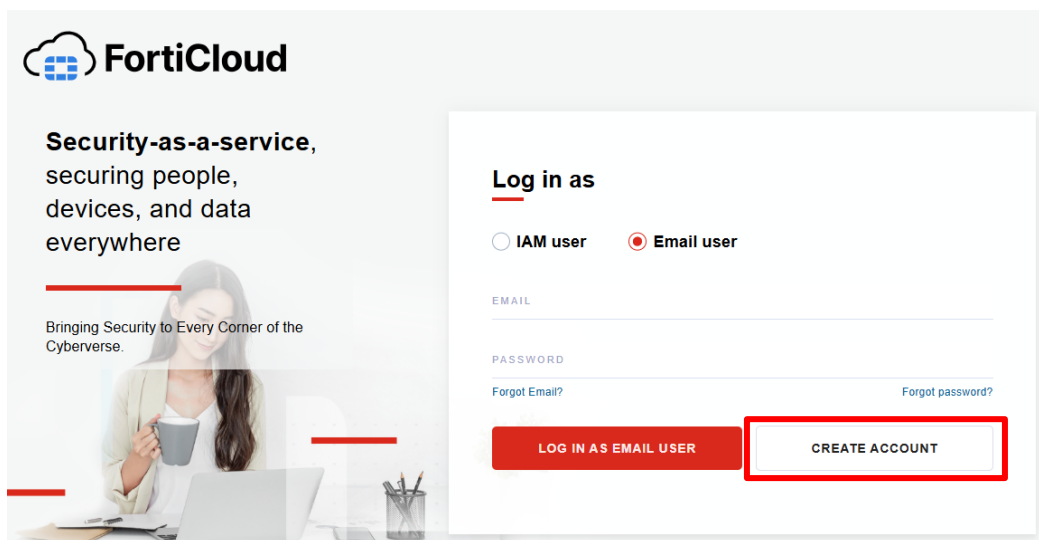 FortiCloud
Security-as-a-service,
securing people,
devices, and data
everywhere
Bringing Security to Every Corner of the
Cyberverse.
Log in as
IAM user
Email user
EMAIL
PASSWORD
Forgot Email?
Forgot password?
LOG IN AS EMAIL USER
CREATE ACCOUNT